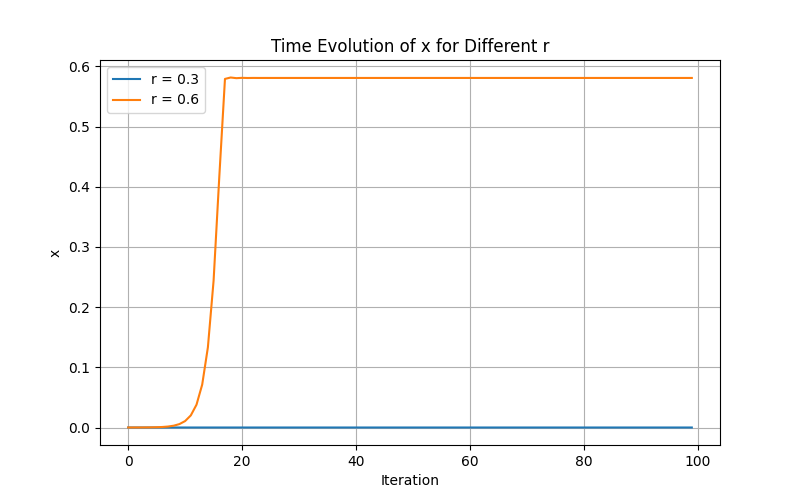 Time Evolution of x for Different r
r = 0.3
r = 0.6
0.6
0.5
0.4
0.3
0.2
0.1
0.0
x
0 20 40 60 80 100
Iteration